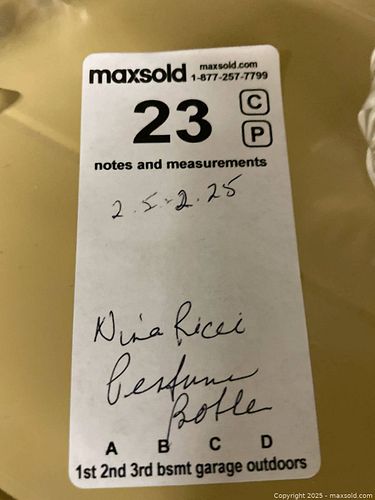 maxsold maxsold.com
1-877-257-7799
23 C
P
notes and measurements
2.5 - 2.25
Nina Ricci
Perfume
Bottle
A B C D
1st 2nd 3rd bsmt garage outdoors
Copyright © 2025 - maxsold.com